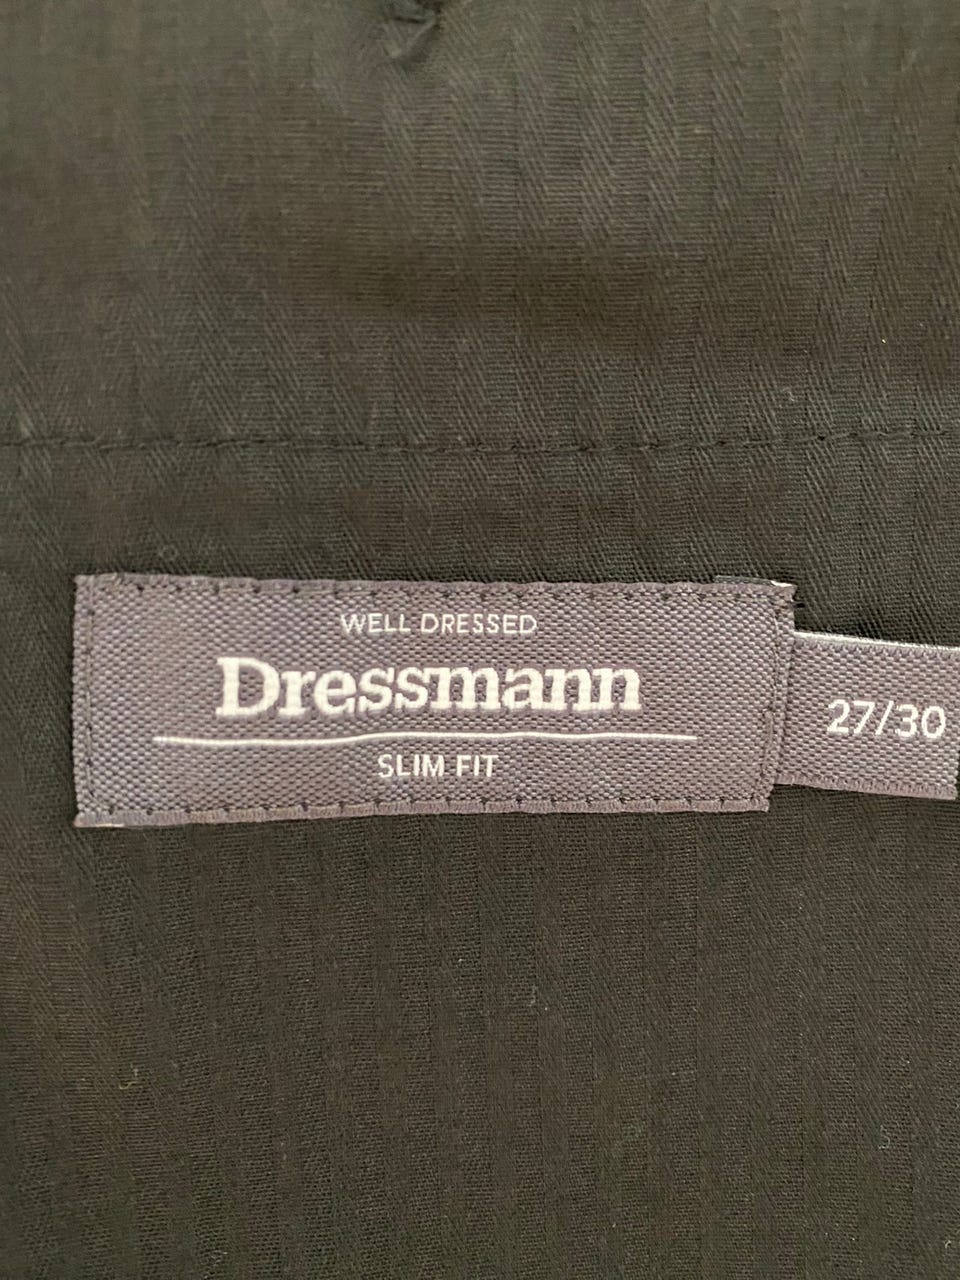 WELL DRESSED
Dressmann
SLIM FIT
27/30